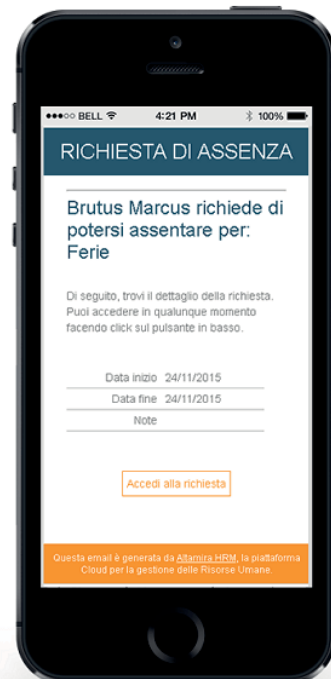 BELL 4:21 PM 100%
RICHIESTA DI ASSENZA
Brutus Marcus richiede di
potersi assentare per:
Ferie
Di seguito, trovi il dettaglio della richiesta.
Puoi accedere in qualunque momento
facendo click sul pulsante in basso.
Data inizio 24/11/2015
Data fine 24/11/2015
Note
Accedi alla richiesta
Questa email è generata da Altamira HRM, la piattaforma
Cloud per la gestione delle Risorse Umane.